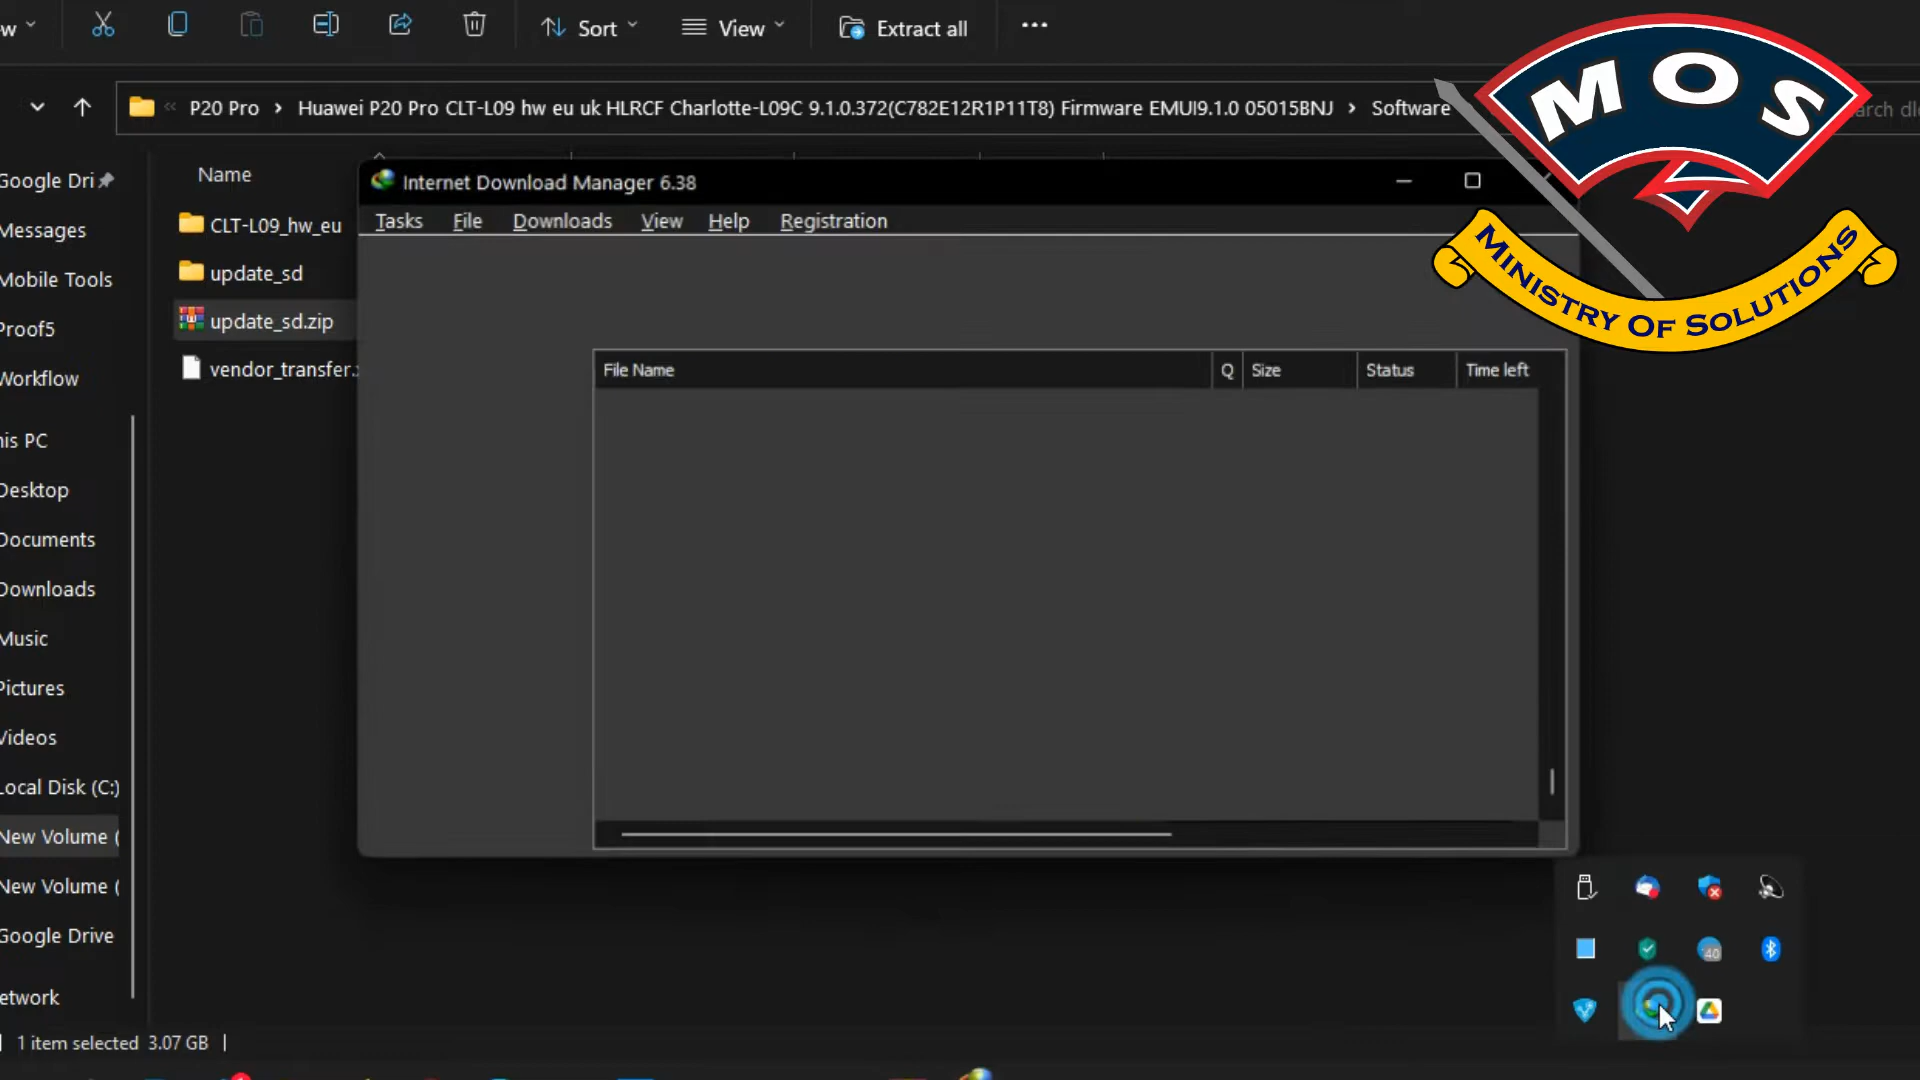 Sort
View
Extract all
P20 Pro > Huawei P20 Pro CLT-L09 hw eu uk HLRCF Charlotte-L09C 9.1.0.372(C782E12R1P11T8) Firmware EMUI9.1.0 05015BNJ > Software
MOS
MINISTRY OF SOLUTIONS
Name
CLT-L09_hw_eu
update_sd
update_sd.zip
vendor_transfer.
Google Dri
Messages
Mobile Tools
Proof5
Workflow
his PC
Desktop
Documents
Downloads
Music
Pictures
Videos
Local Disk (C:)
New Volume (
New Volume (
Google Drive
etwork
Internet Download Manager 6.38
Tasks File Downloads View Help Registration
File Name Q Size Status Time left
40
1 item selected 3.07 GB